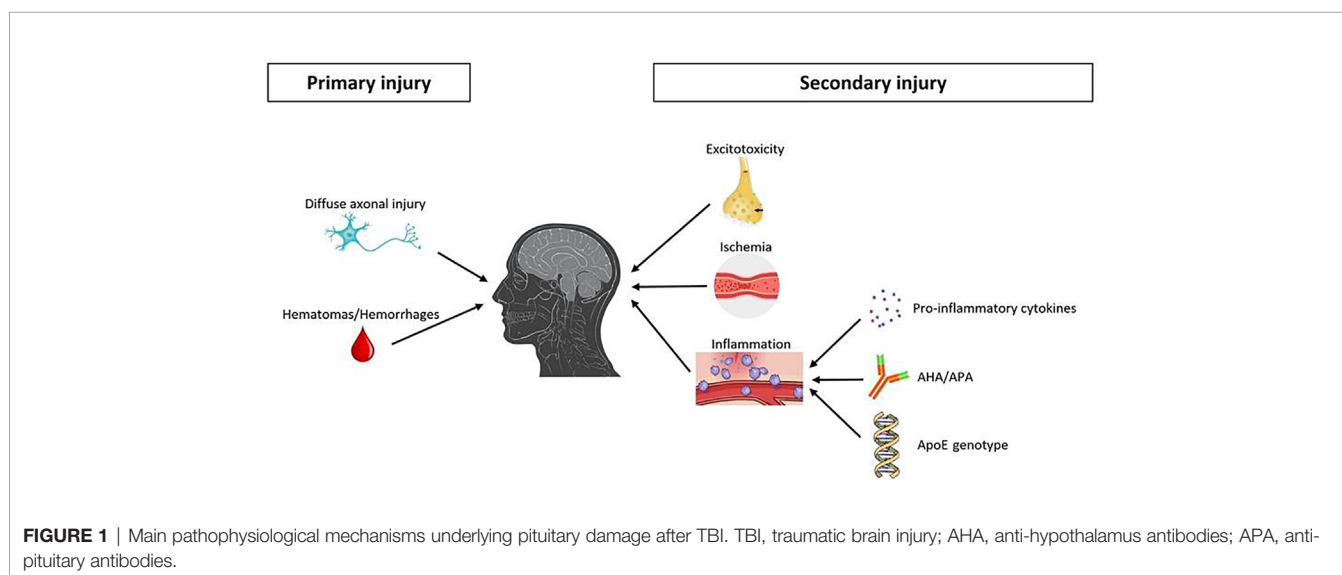 Primary injury
Secondary injury
Excitotoxicity
Diffuse axonal injury
Ischemia
Hematomas/Hemorrhages
Pro-inflammatory cytokines
Inflammation
AHA/APA
ApoE genotype
FIGURE 1 | Main pathophysiological mechanisms underlying pituitary damage after TBI. TBI, traumatic brain injury; AHA, anti-hypothalamus antibodies; APA, anti-
pituitary antibodies.